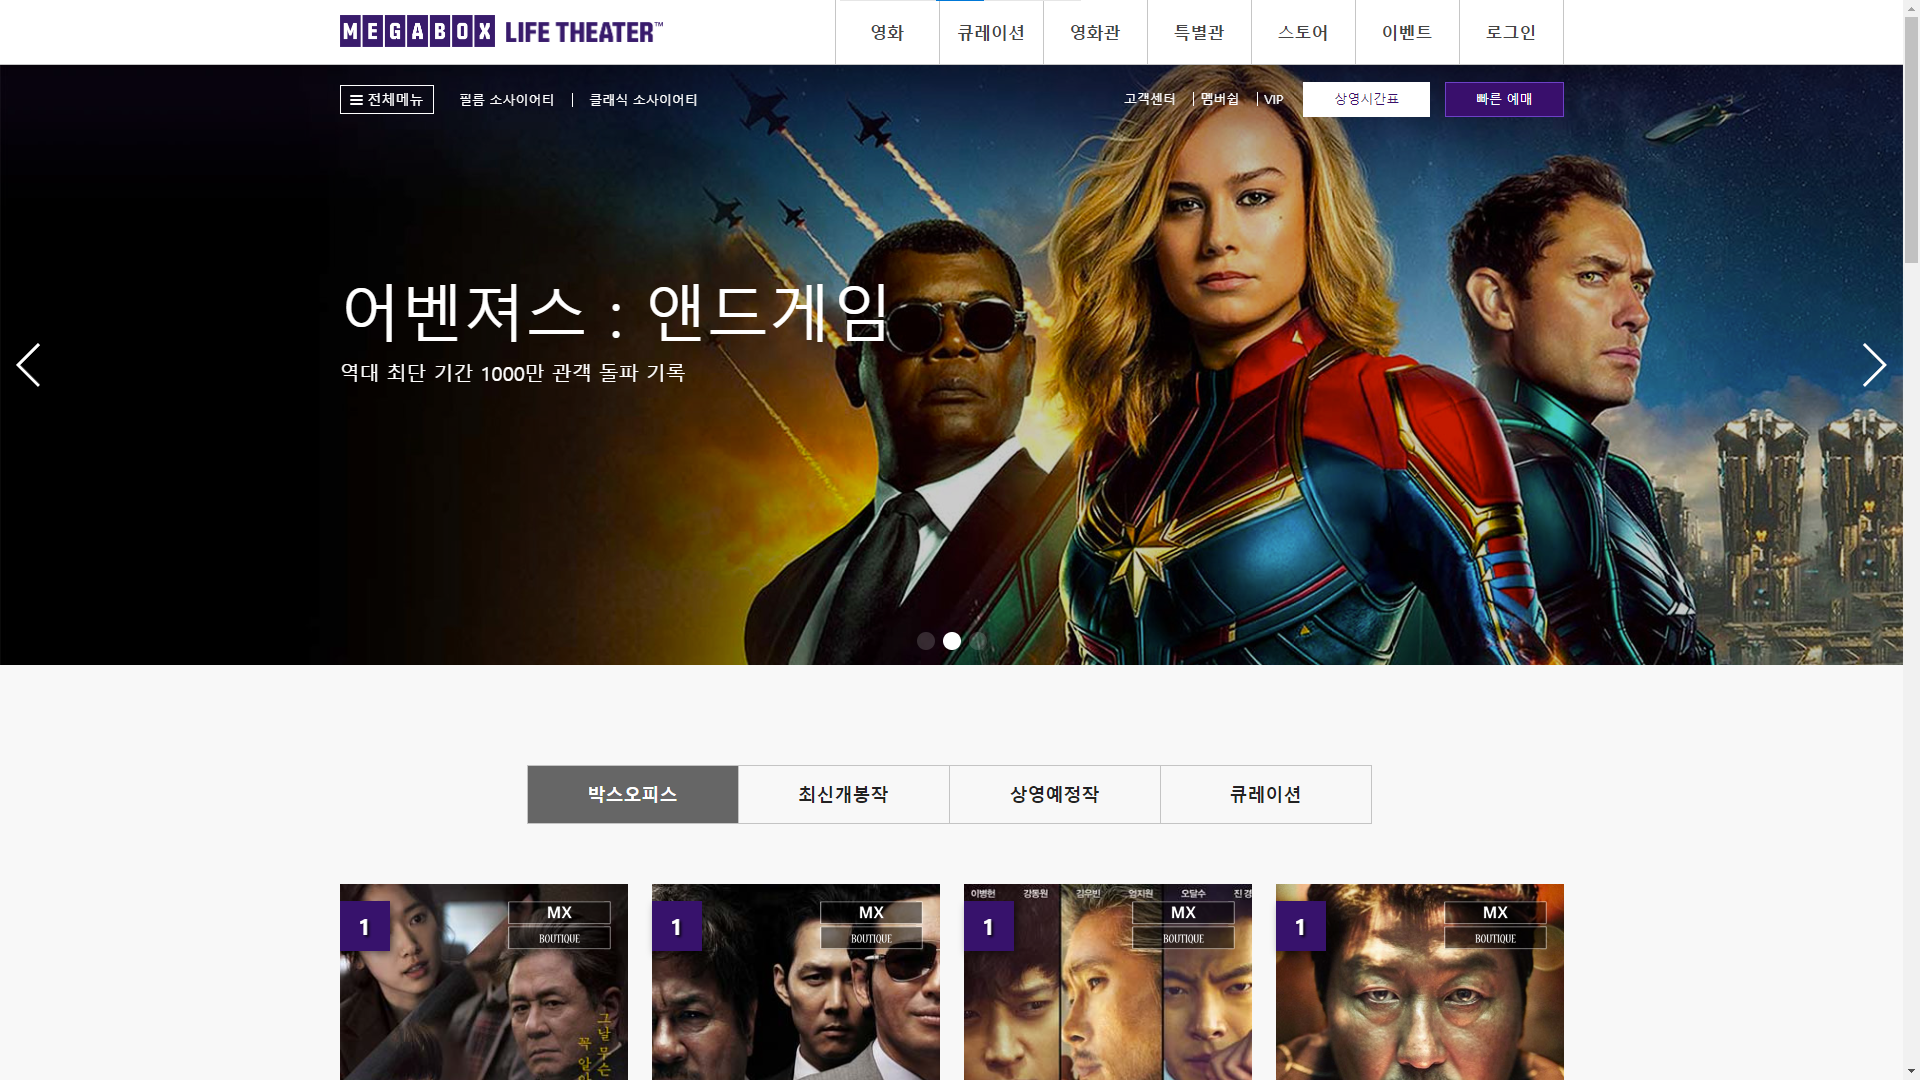 MEGABOX LIFE THEATER™
영화 큐레이션 영화관 특별관 스토어 이벤트 로그인
전체메뉴 필름 소사이어티 클래식 소사이어티
고객센터 멤버쉽 VIP 상영시간표 빠른 예매
어벤져스 : 앤드게임
역대 최단 기간 1000만 관객 돌파 기록
박스오피스 최신개봉작 상영예정작 큐레이션
이병헌 강동원 김우빈 엄지원 오달수 진경
1 MX 1 MX 1 MX 1 MX
BOUTIQUE BOUTIQUE BOUTIQUE BOUTIQUE
그날
꼭